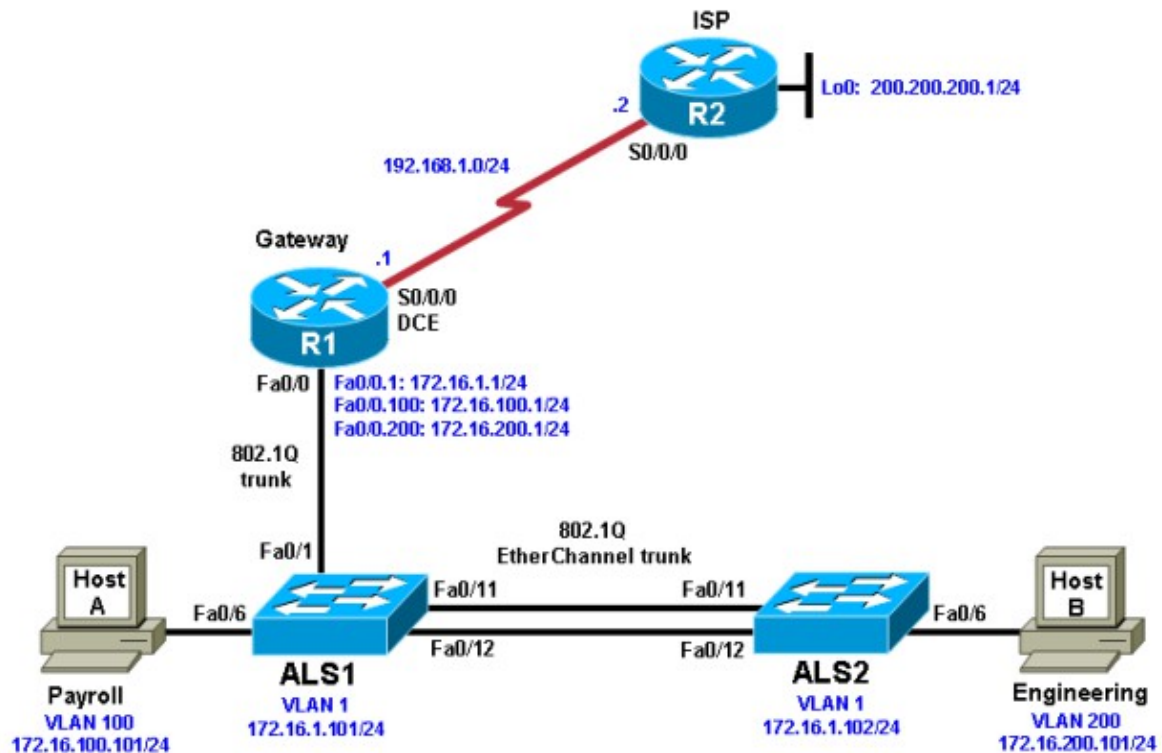 ISP
R2
Lo0: 200.200.200.1/24
.2
S0/0/0
192.168.1.0/24
Gateway
.1
S0/0/0
DCE
R1
Fa0/0
Fa0/0.1: 172.16.1.1/24
Fa0/0.100: 172.16.100.1/24
Fa0/0.200: 172.16.200.1/24
802.1Q
trunk
Fa0/1
802.1Q
EtherChannel trunk
Host
A
Fa0/6
Fa0/11
Fa0/11
Fa0/6
Host
B
Fa0/12
Fa0/12
ALS1
VLAN 1
172.16.1.101/24
ALS2
VLAN 1
172.16.1.102/24
Payroll
VLAN 100
172.16.100.101/24
Engineering
VLAN 200
172.16.200.101/24